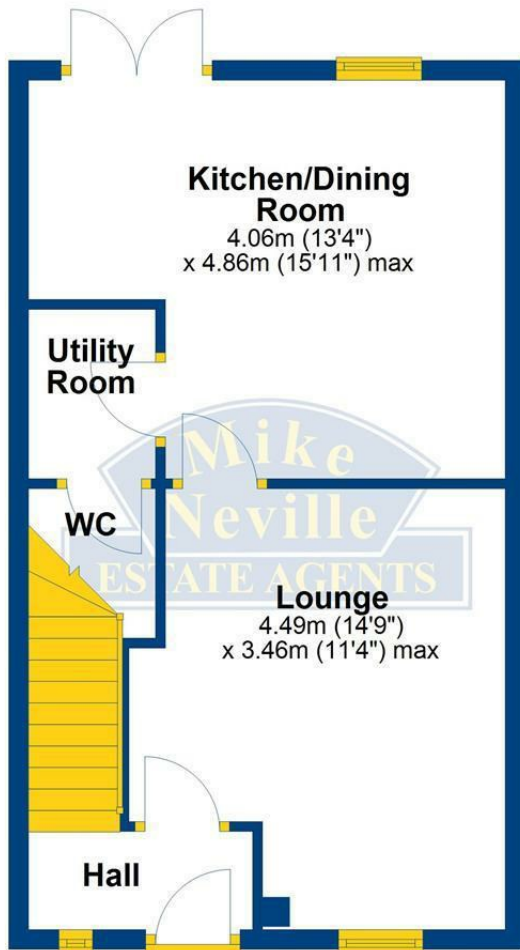 Kitchen/Dining
Room
4.06m (13'4")
x 4.86m (15'11") max
Utility
Room
Mike
Neville
ESTATE AGENTS
WC
Lounge
4.49m (14'9")
x 3.46m (11'4") max
Hall